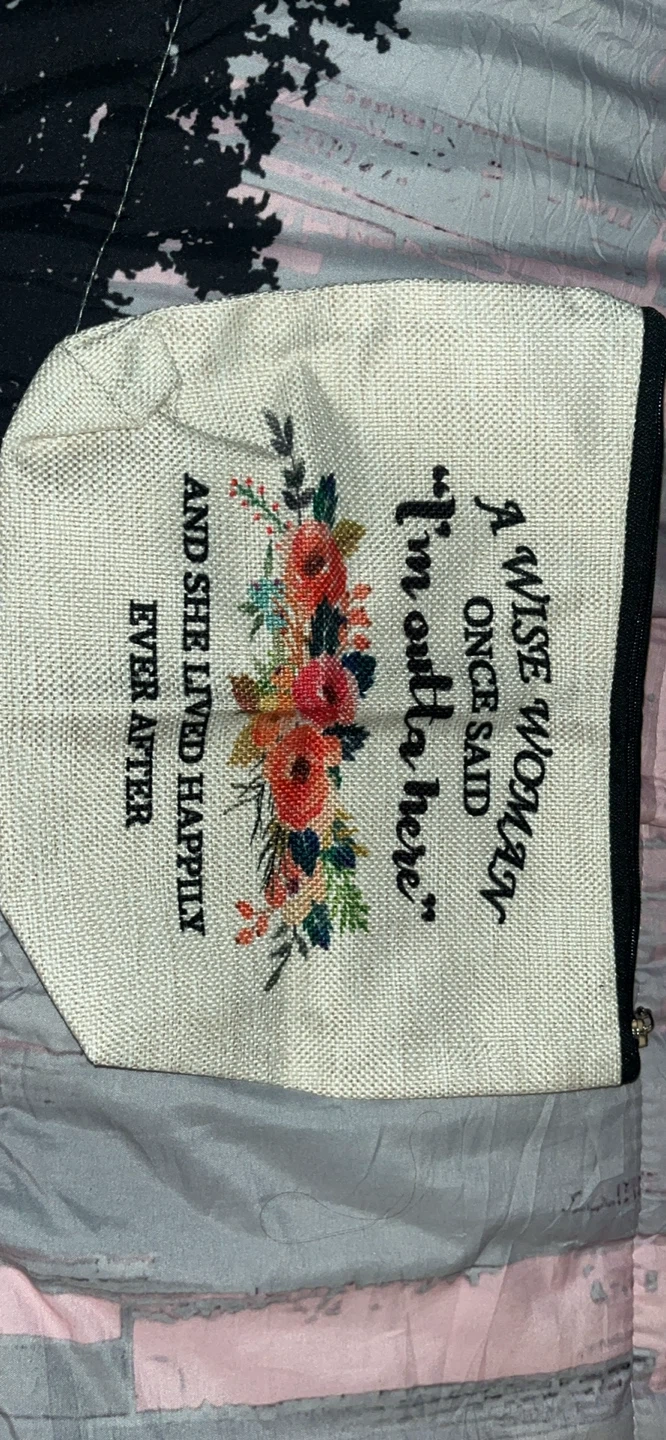 A WISE WOMAN
ONCE SAID
“I'm outta here”
AND SHE LIVED HAPPILY
EVER AFTER